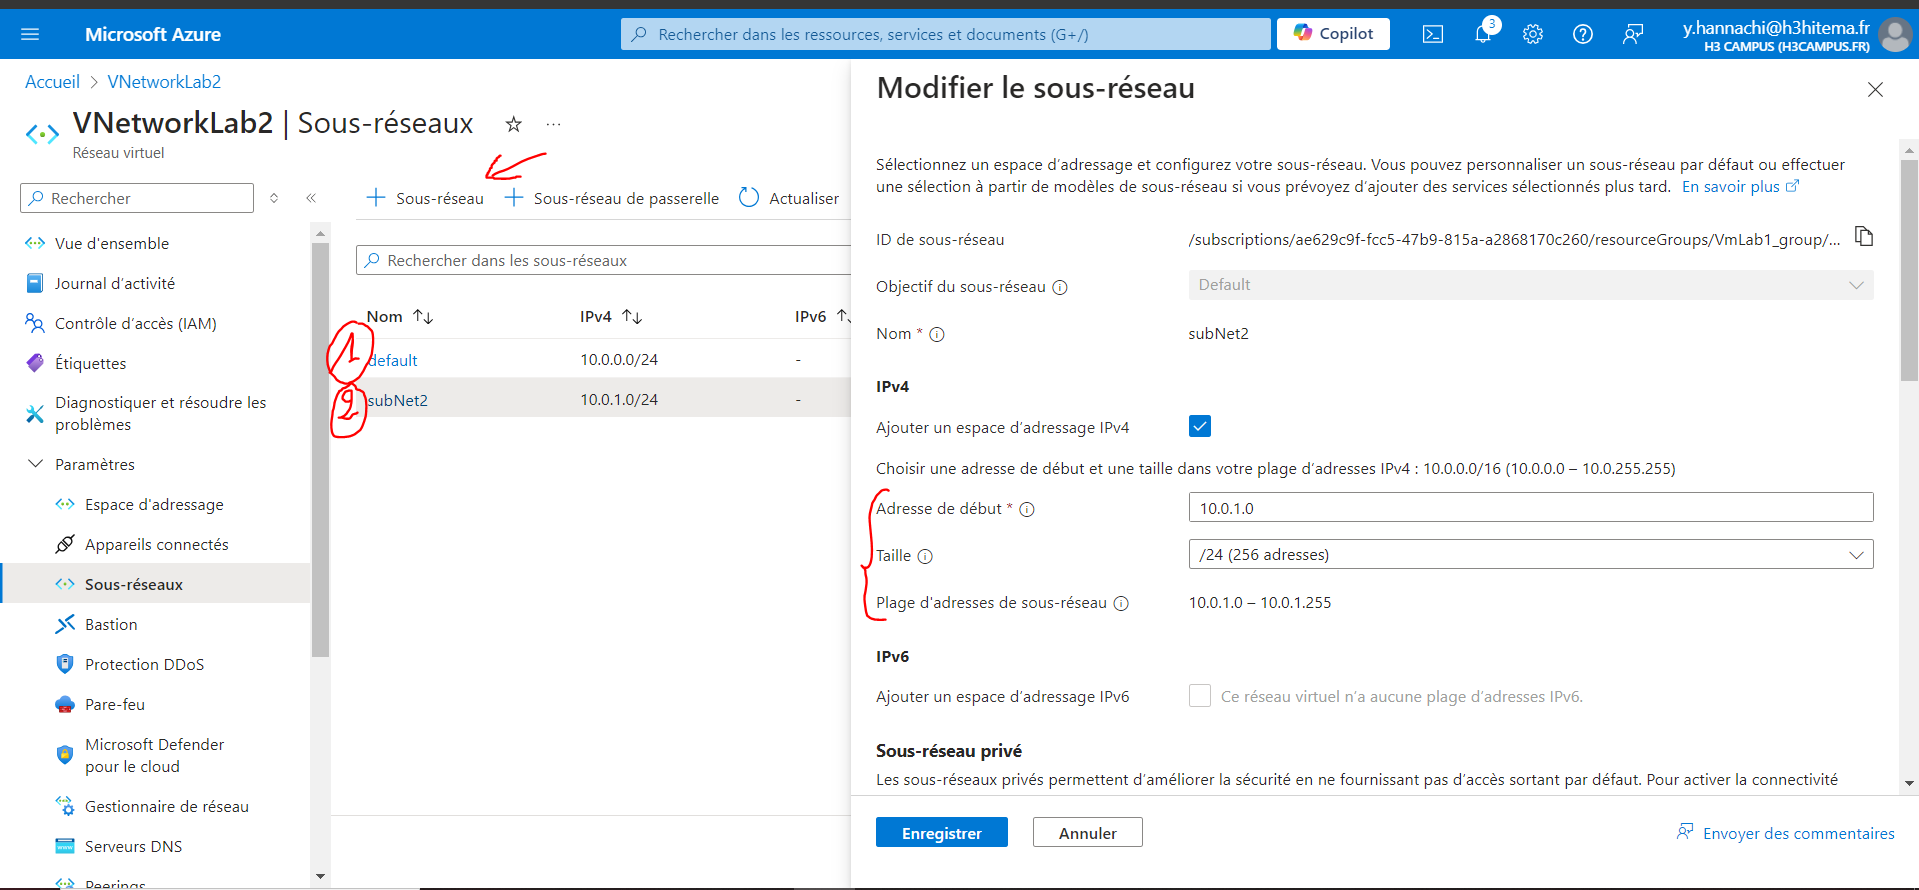 Microsoft Azure
Rechercher dans les ressources, services et documents (G+/)
Copilot
3
y.hannachi@h3hitema.fr
H3 CAMPUS (H3CAMPUS.FR)
Accueil > VNetworkLab2
VNetworkLab2 | Sous-réseaux
Réseau virtuel
Rechercher
Vue d'ensemble
Journal d'activité
Contrôle d'accès (IAM)
Étiquettes
Diagnostiquer et résoudre les
problèmes
Paramètres
Espace d'adressage
Appareils connectés
Sous-réseaux
Bastion
Protection DDoS
Pare-feu
Microsoft Defender
pour le cloud
Gestionnaire de réseau
Serveurs DNS
Peerings
+ Sous-réseau + Sous-réseau de passerelle Actualiser
Rechercher dans les sous-réseaux
Nom IPv4 IPv6
1 default 10.0.0.0/24 -
2 subNet2 10.0.1.0/24 -
Modifier le sous-réseau
Sélectionnez un espace d'adressage et configurez votre sous-réseau. Vous pouvez personnaliser un sous-réseau par défaut ou effectuer
une sélection à partir de modèles de sous-réseau si vous prévoyez d'ajouter des services sélectionnés plus tard. En savoir plus
ID de sous-réseau /subscriptions/ae629c9f-fcc5-47b9-815a-a2868170c260/resourceGroups/VmLab1_group/...
Objectif du sous-réseau Default
Nom * subNet2
IPv4
Ajouter un espace d'adressage IPv4
Choisir une adresse de début et une taille dans votre plage d'adresses IPv4 : 10.0.0.0/16 (10.0.0.0 – 10.0.255.255)
Adresse de début * 10.0.1.0
Taille /24 (256 adresses)
Plage d'adresses de sous-réseau 10.0.1.0 – 10.0.1.255
IPv6
Ajouter un espace d'adressage IPv6 Ce réseau virtuel n'a aucune plage d'adresses IPv6.
Sous-réseau privé
Les sous-réseaux privés permettent d'améliorer la sécurité en ne fournissant pas d'accès sortant par défaut. Pour activer la connectivité
Enregistrer
Annuler
Envoyer des commentaires